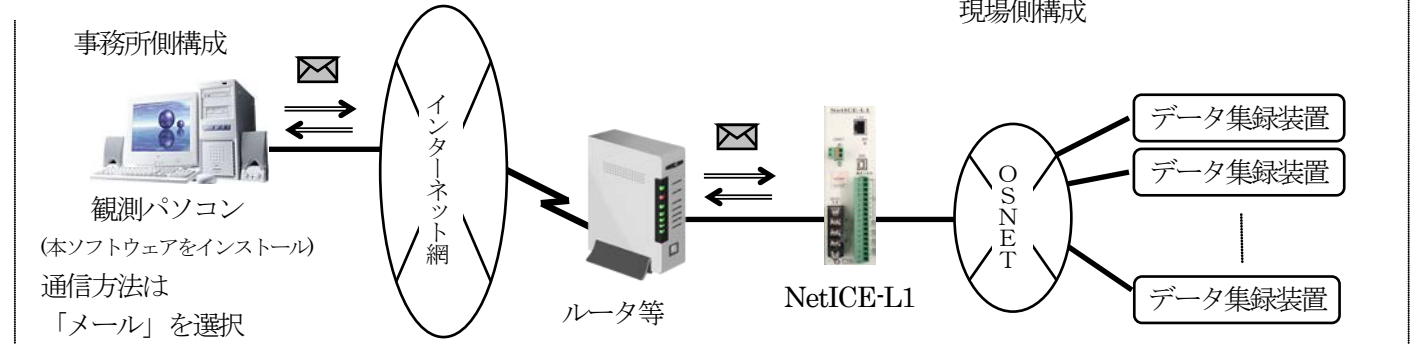 現場側構成
事務所側構成
インターネット網
NetICE-L1
OSNET
データ集録装置
データ集録装置
データ集録装置
観測パソコン
(本ソフトウェアをインストール)
通信方法は
「メール」を選択
ルータ等
NetICE-L1